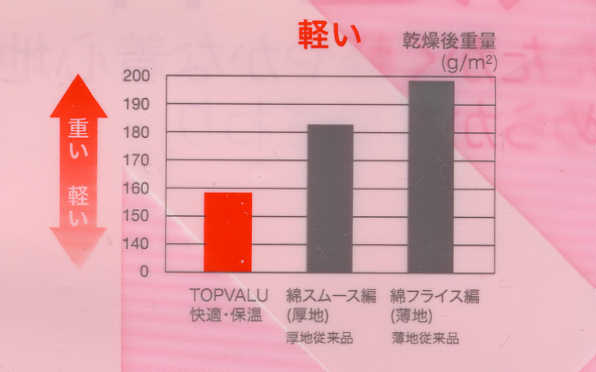 軽い
乾燥後重量
(g/m²)
200
190
180
170
160
150
140
0
重い
軽い
TOPVALU
快適・保温
綿スムース編
(厚地)
厚地従来品
綿フライス編
(薄地)
薄地従来品